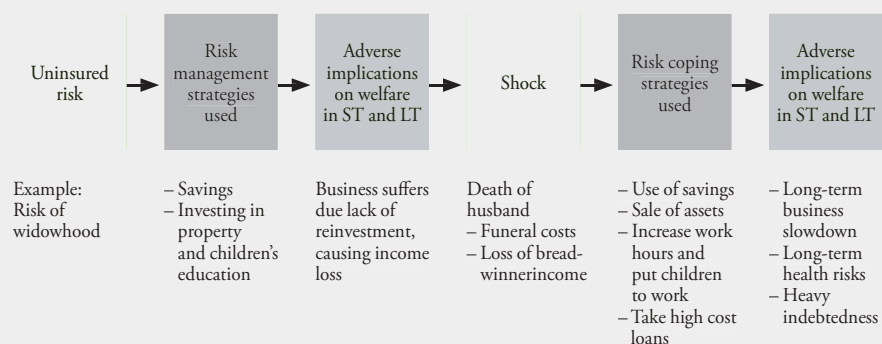 Uninsured
risk
Risk
management
strategies
used
Adverse
implications
on welfare
in ST and LT
Shock
Risk coping
strategies
used
Adverse
implications
on welfare
in ST and LT
Example:
Risk of
widowhood
– Savings
– Investing in
property
and children’s
education
Business suffers
due lack of
reinvestment,
causing income
loss
Death of
husband
– Funeral costs
– Loss of bread-
winnerincome
– Use of savings
– Sale of assets
– Increase work
hours and
put children
to work
– Take high cost
loans
– Long-term
business
slowdown
– Long-term
health risks
– Heavy
indebtedness